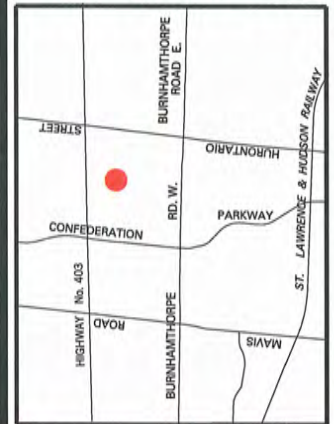 HURONTARIO
STREET
BURNHAMTHORPE
ROAD E.
CONFEDERATION
PARKWAY
HIGHWAY No. 403
BURNHAMTHORPE
RD. W.
MAVIS
ROAD
ST. LAWRENCE & HUDSON RAILWAY